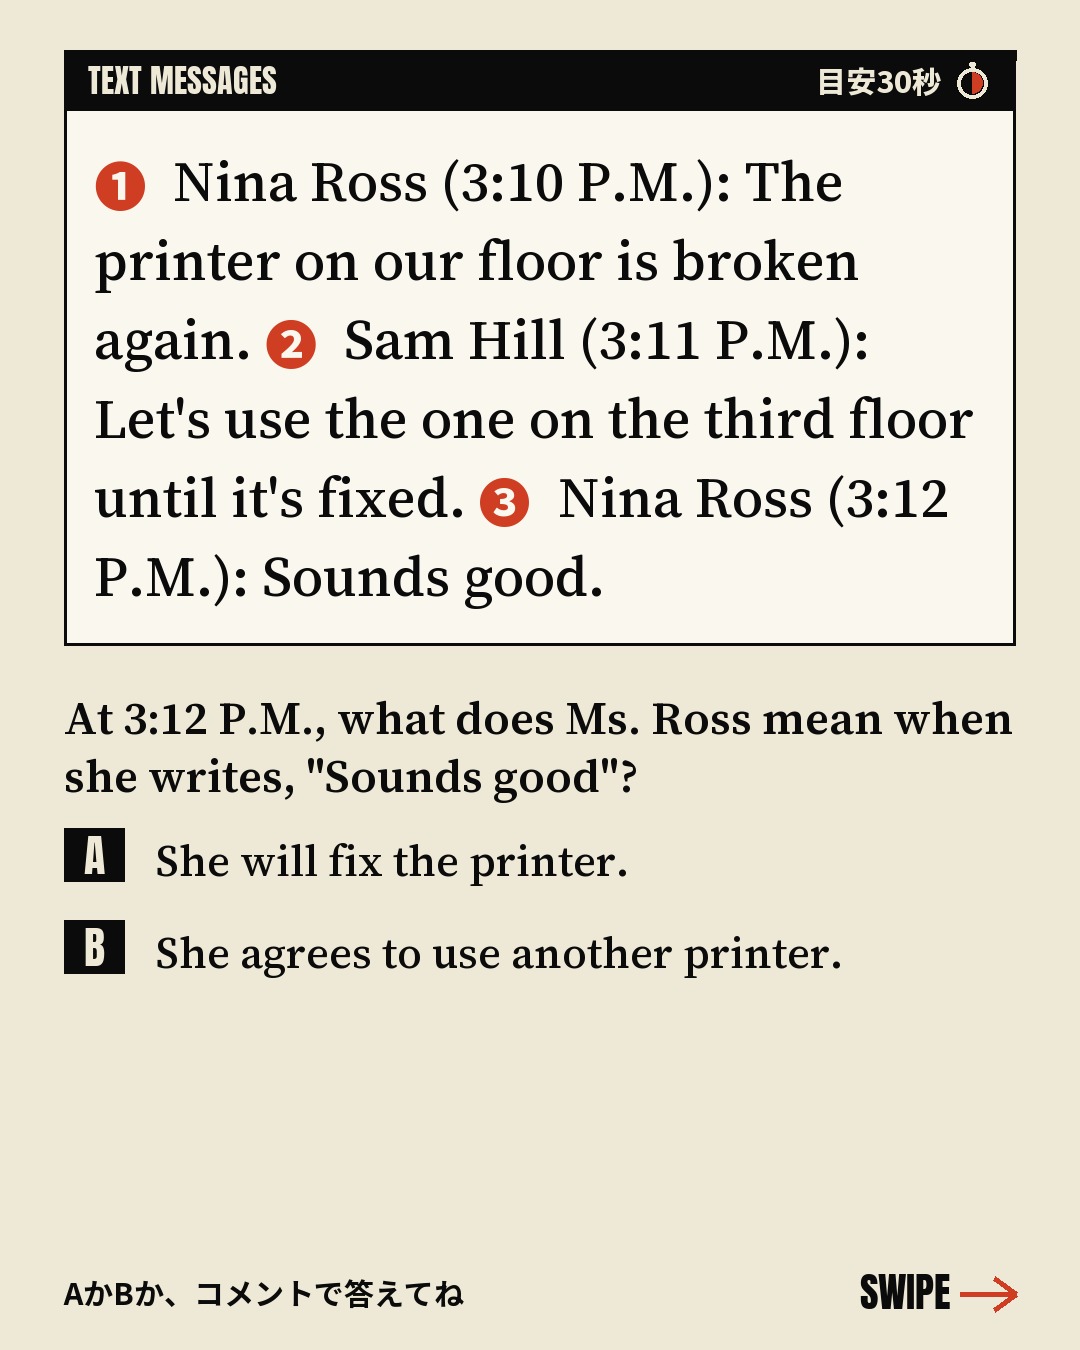 TEXT MESSAGES 目安30秒
1 Nina Ross (3:10 P.M.): The
printer on our floor is broken
again. 2 Sam Hill (3:11 P.M.):
Let's use the one on the third floor
until it's fixed. 3 Nina Ross (3:12
P.M.): Sounds good.
At 3:12 P.M., what does Ms. Ross mean when
she writes, "Sounds good"?
A She will fix the printer.
B She agrees to use another printer.
AかBか、コメントで答えてね SWIPE